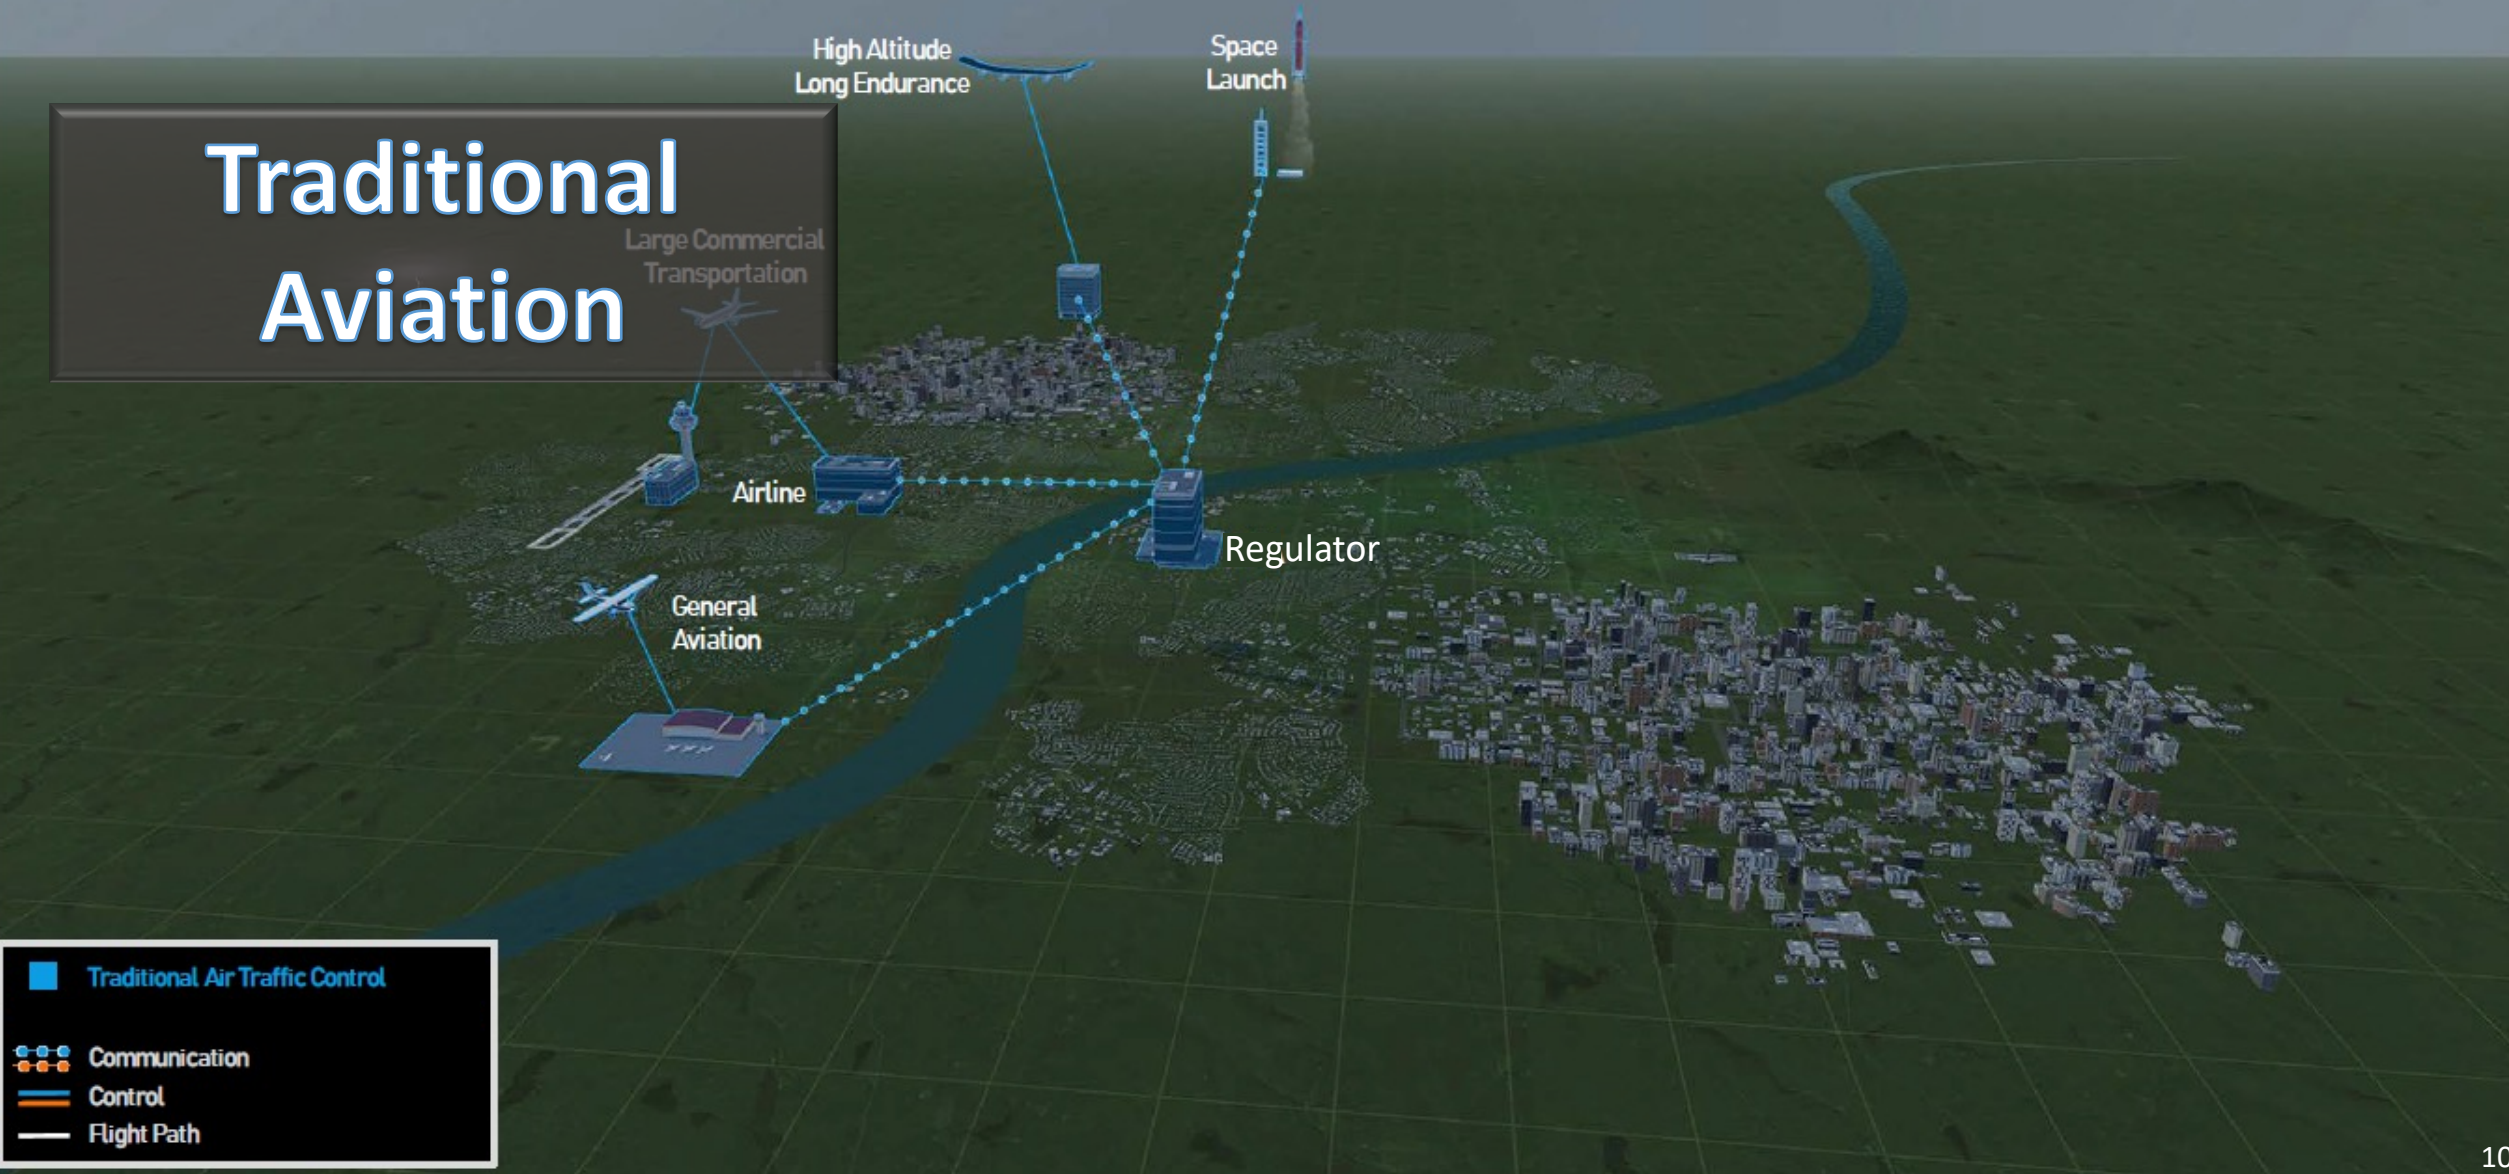 High Altitude
Long Endurance
Space
Launch
Traditional
Aviation
Large Commercial
Transportation
Airline
Regulator
General
Aviation
Traditional Air Traffic Control
Communication
Control
Flight Path
10